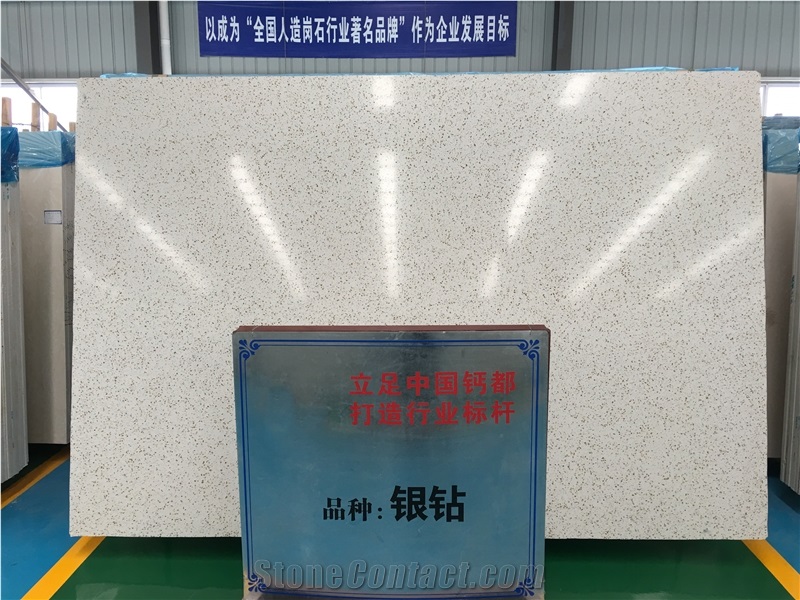 以成为“全国人造岗石行业著名品牌”作为企业发展目标
立足中国钙都
打造行业标杆
品种：银钻
StoneContact.com